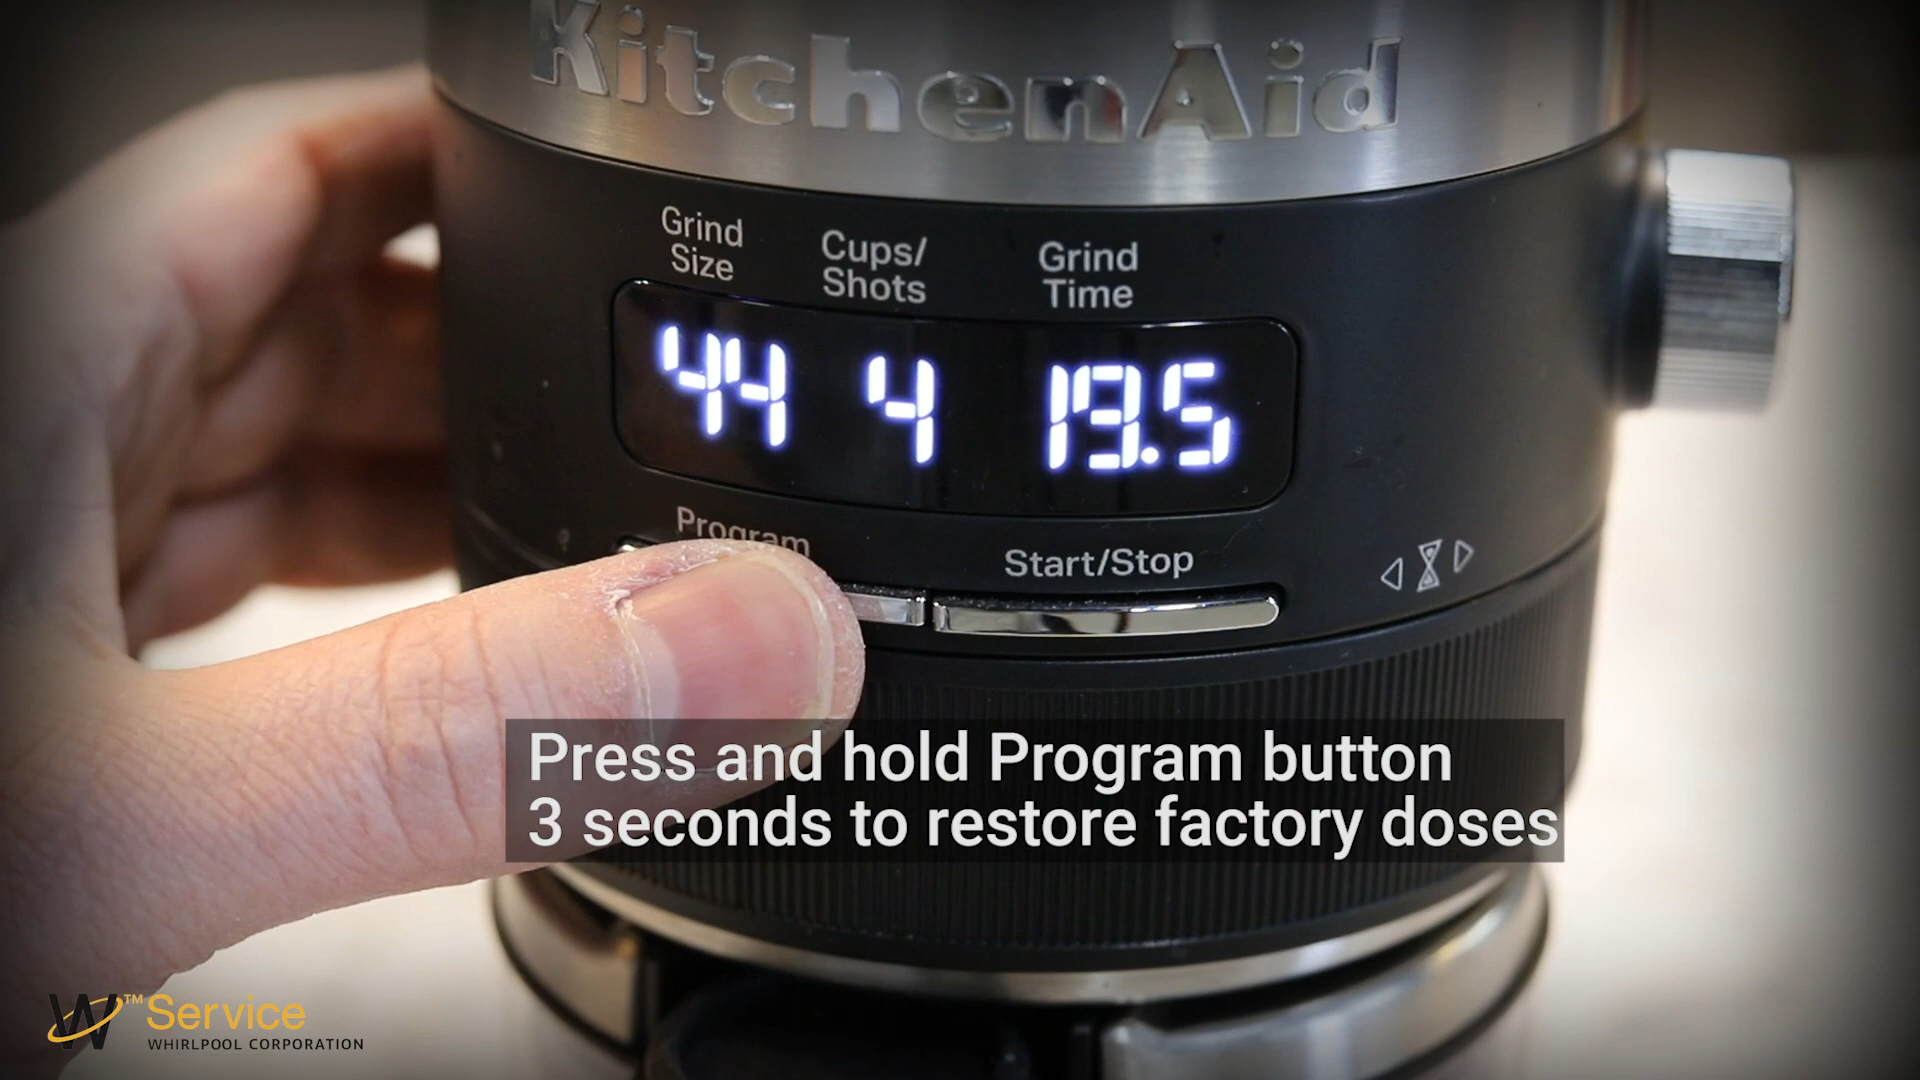 KitchenAid
Grind
Size
Cups/
Shots
Grind
Time
44 4 19.5
Program
Start/Stop
Press and hold Program button
3 seconds to restore factory doses
W™ Service
WHIRLPOOL CORPORATION